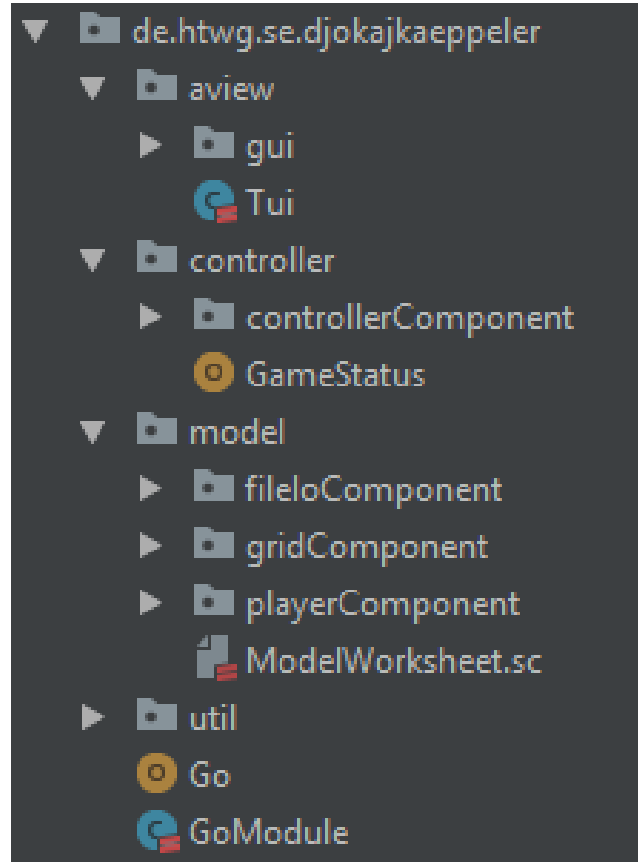 de.htwg.se.djokajkaeppeler
aview
gui
Tui
controller
controllerComponent
GameStatus
model
fileIoComponent
gridComponent
playerComponent
ModelWorksheet.sc
util
Go
GoModule